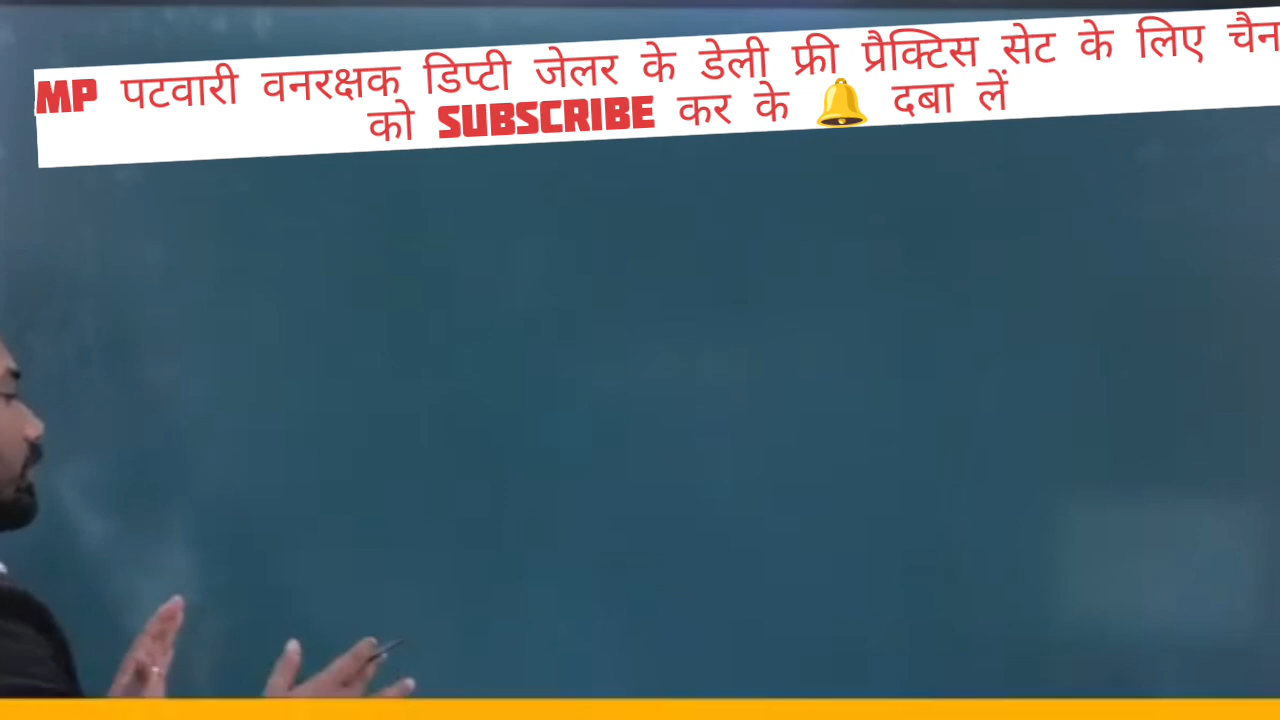 MP पटवारी वनरक्षक डिप्टी जेलर के डेली फ्री प्रैक्टिस सेट के लिए
को SUBSCRIBE कर के 🔔 दबा लें